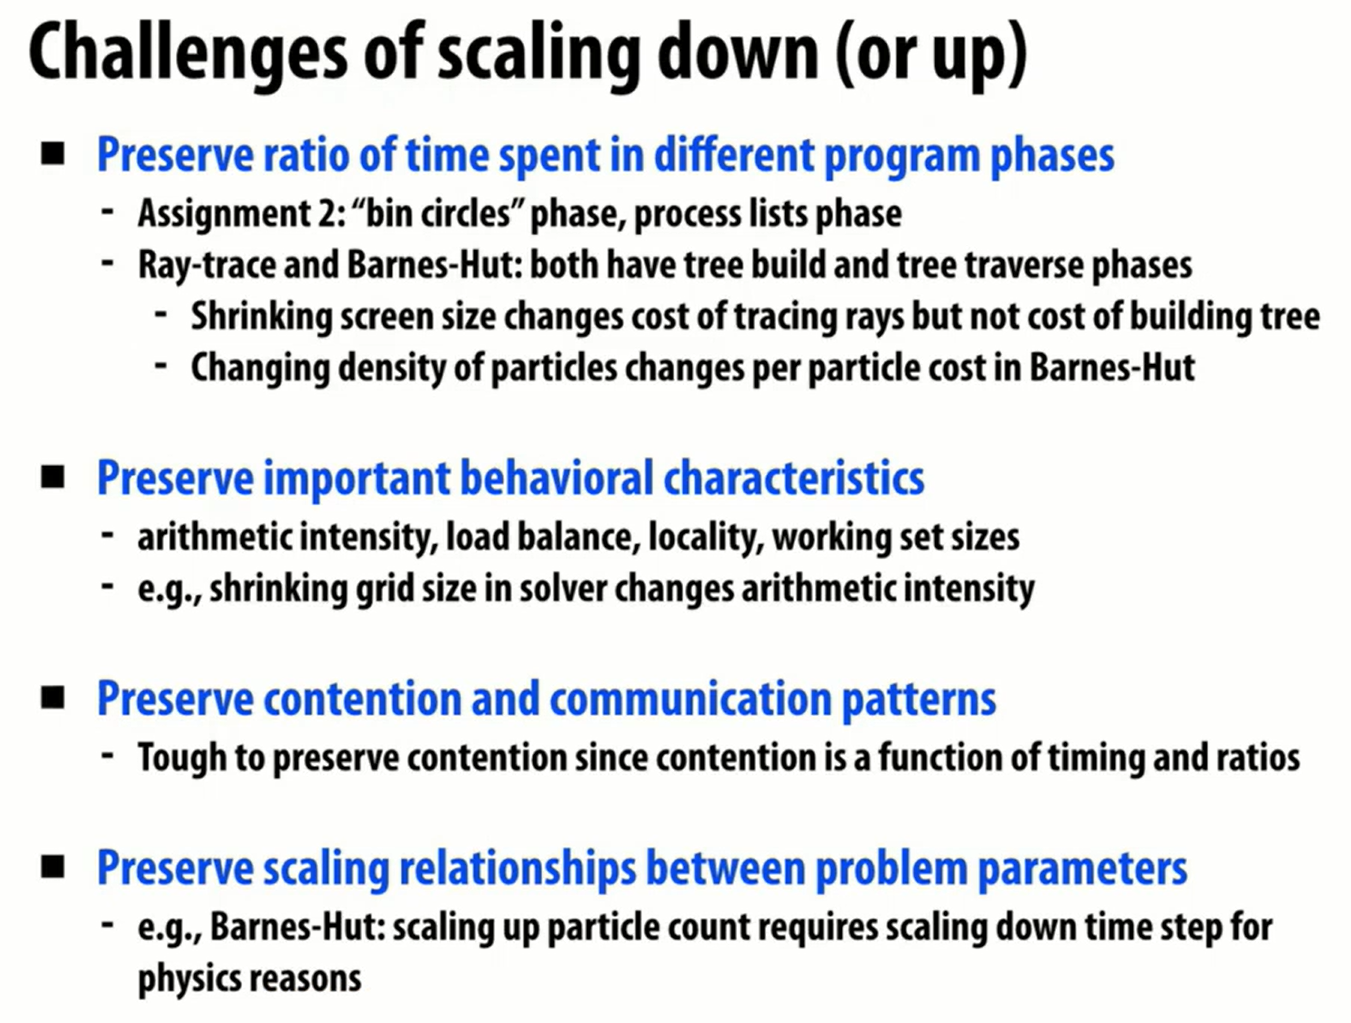 Challenges of scaling down (or up)
■ Preserve ratio of time spent in different program phases
- Assignment 2: “bin circles” phase, process lists phase
- Ray-trace and Barnes-Hut: both have tree build and tree traverse phases
- Shrinking screen size changes cost of tracing rays but not cost of building tree
- Changing density of particles changes per particle cost in Barnes-Hut
■ Preserve important behavioral characteristics
- arithmetic intensity, load balance, locality, working set sizes
- e.g., shrinking grid size in solver changes arithmetic intensity
■ Preserve contention and communication patterns
- Tough to preserve contention since contention is a function of timing and ratios
■ Preserve scaling relationships between problem parameters
- e.g., Barnes-Hut: scaling up particle count requires scaling down time step for
physics reasons